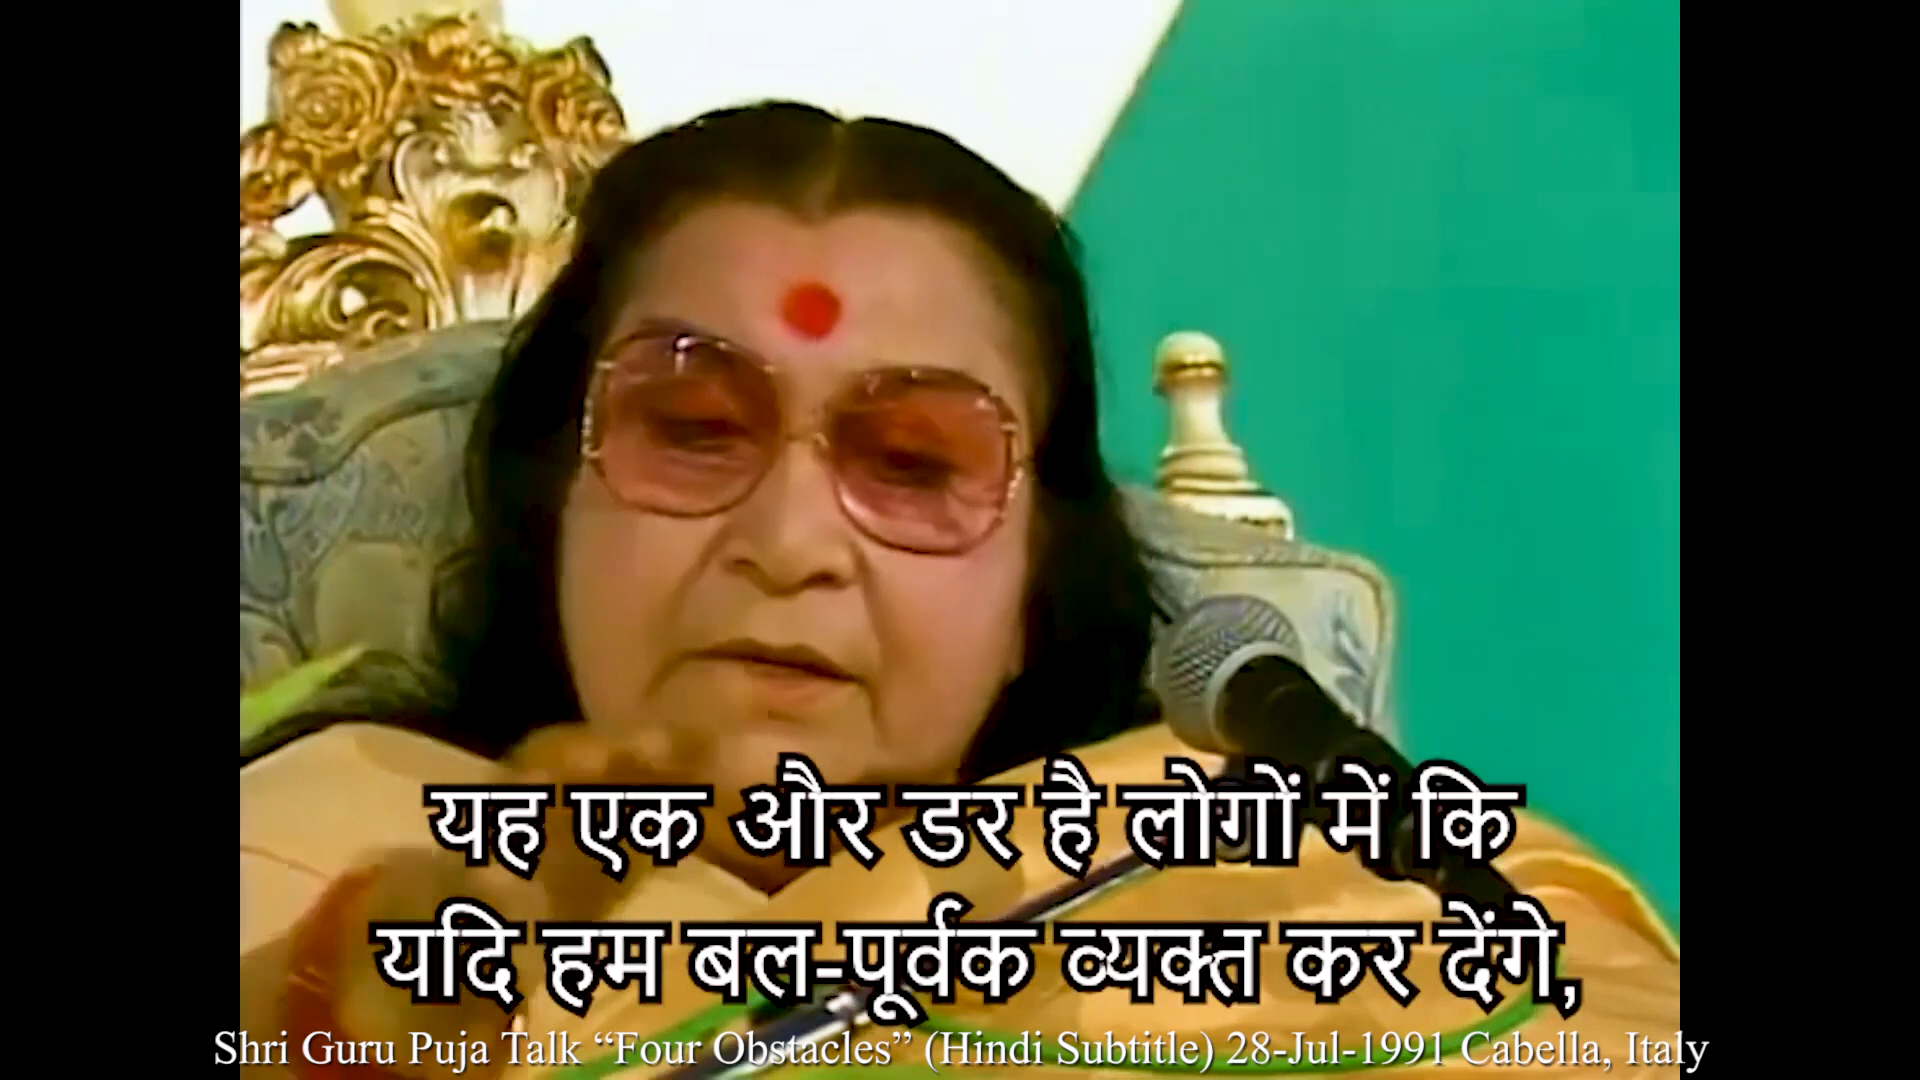 यह एक और डर है लोगों में कि
यदि हम बल-पूर्वक व्यक्त कर देंगे,
Shri Guru Puja Talk “Four Obstacles” (Hindi Subtitle) 28-Jul-1991 Cabella, Italy